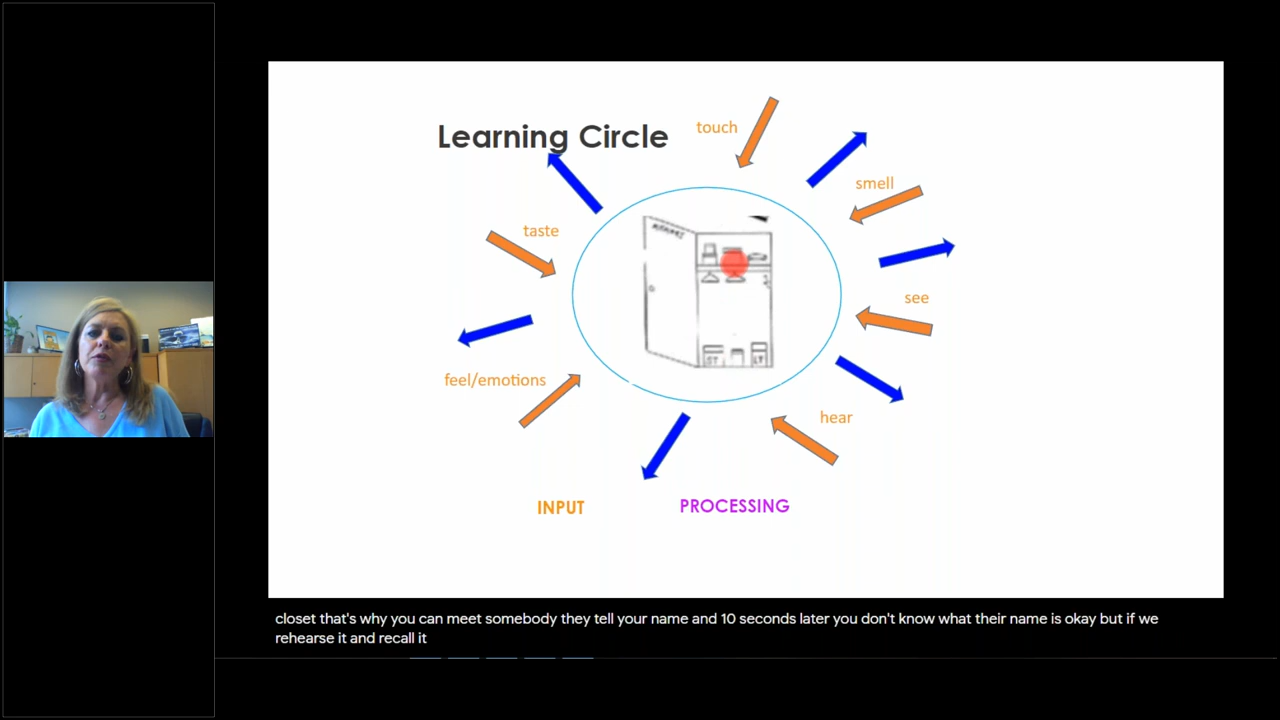 Learning Circle
touch
smell
taste
see
feel/emotions
hear
ST
LT
INPUT
PROCESSING
closet that's why you can meet somebody they tell your name and 10 seconds later you don't know what their name is okay but if we
rehearse it and recall it